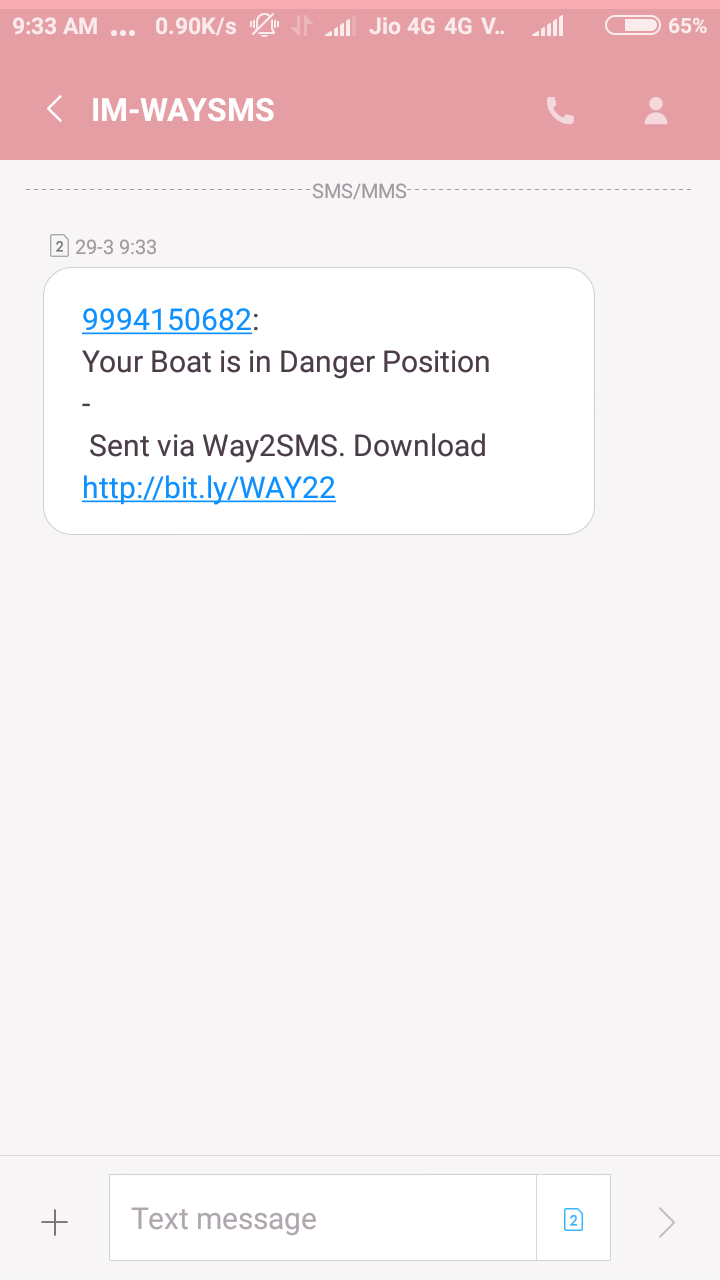 9:33 AM ... 0.90K/s Jio 4G 4G V.. 65%
IM-WAYSMS
SMS/MMS
2 29-3 9:33
9994150682:
Your Boat is in Danger Position
-
Sent via Way2SMS. Download
http://bit.ly/WAY22
Text message 2